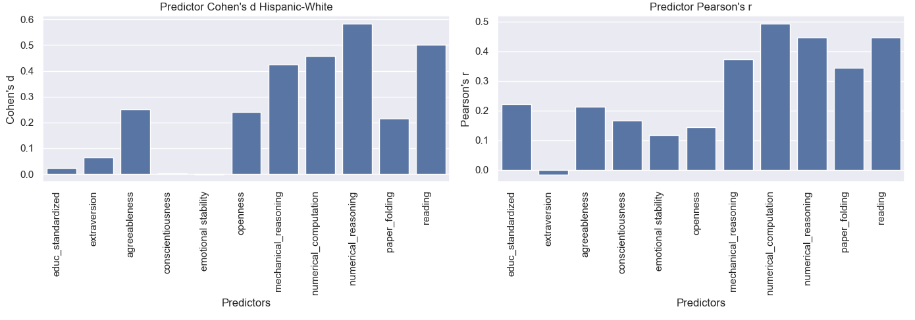 Predictor Cohen's d Hispanic-White
Cohen's d
0.6
0.5
0.4
0.3
0.2
0.1
0.0
educ_standardized
extraversion
agreeableness
conscientiousness
emotional stability
openness
mechanical_reasoning
numerical_computation
numerical_reasoning
paper_folding
reading
Predictors
Predictor Pearson's r
Pearson's r
0.5
0.4
0.3
0.2
0.1
0.0
educ_standardized
extraversion
agreeableness
conscientiousness
emotional stability
openness
mechanical_reasoning
numerical_computation
numerical_reasoning
paper_folding
reading
Predictors